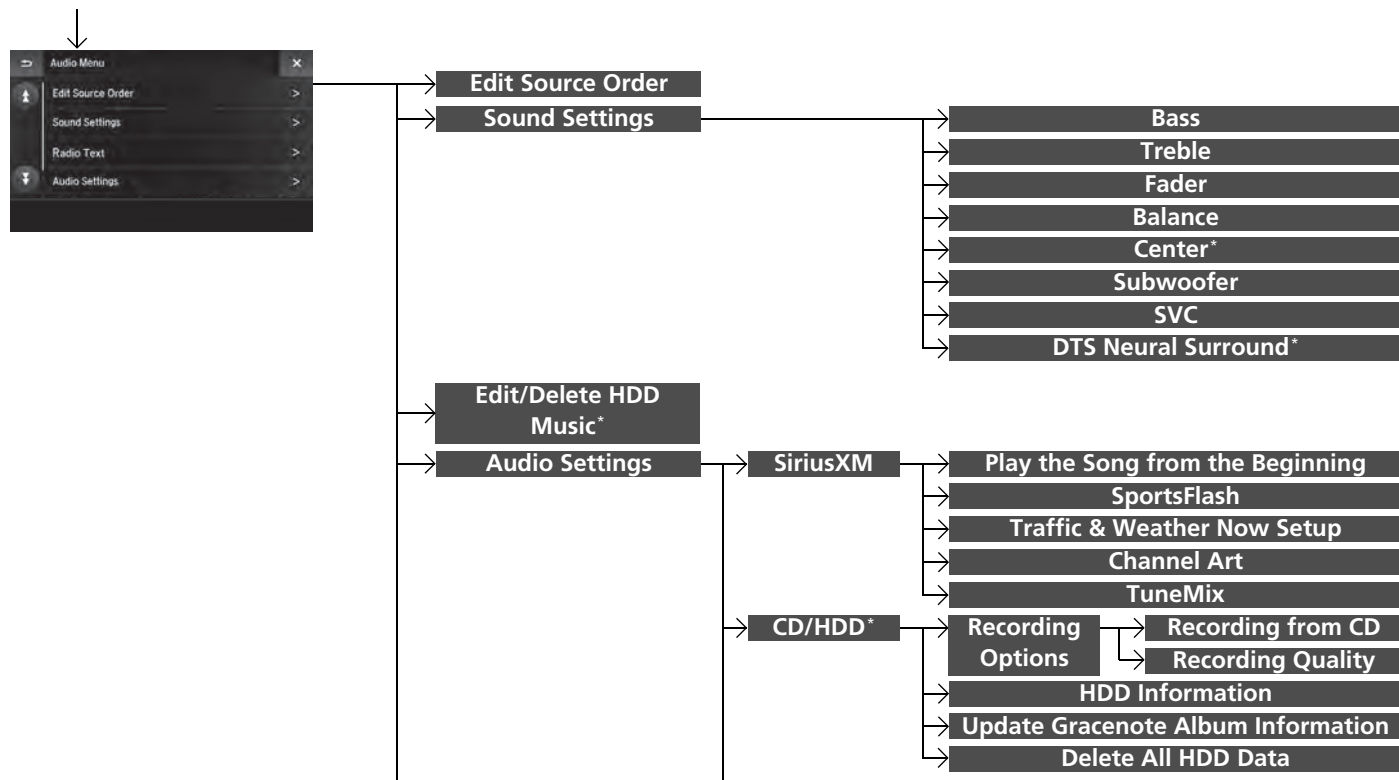 Audio Menu
Edit Source Order
Sound Settings
Radio Text
Audio Settings
Edit Source Order
Sound Settings
Bass
Treble
Fader
Balance
Center*
Subwoofer
SVC
DTS Neural Surround*
Edit/Delete HDD
Music*
Audio Settings
SiriusXM
Play the Song from the Beginning
SportsFlash
Traffic & Weather Now Setup
Channel Art
TuneMix
CD/HDD*
Recording
Options
Recording from CD
Recording Quality
HDD Information
Update Gracenote Album Information
Delete All HDD Data